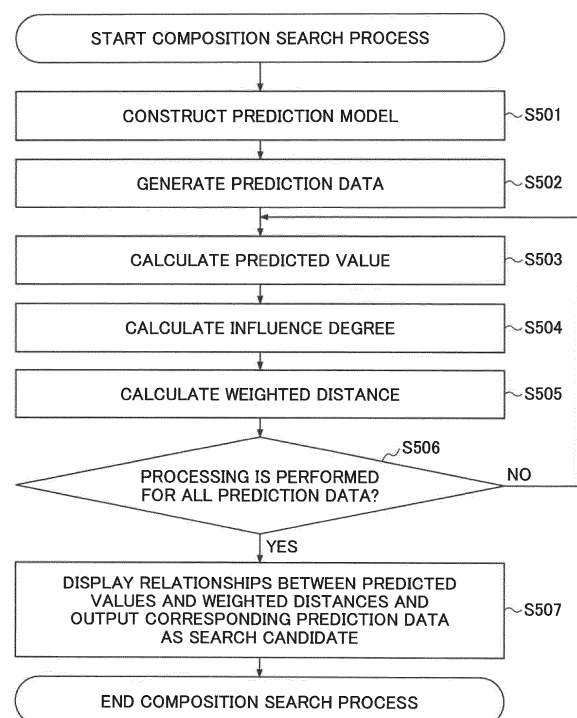 START COMPOSITION SEARCH PROCESS
CONSTRUCT PREDICTION MODEL
S501
GENERATE PREDICTION DATA
S502
CALCULATE PREDICTED VALUE
S503
CALCULATE INFLUENCE DEGREE
S504
CALCULATE WEIGHTED DISTANCE
S505
S506
PROCESSING IS PERFORMED
FOR ALL PREDICTION DATA?
NO
YES
DISPLAY RELATIONSHIPS BETWEEN PREDICTED
VALUES AND WEIGHTED DISTANCES AND
OUTPUT CORRESPONDING PREDICTION DATA
AS SEARCH CANDIDATE
S507
END COMPOSITION SEARCH PROCESS